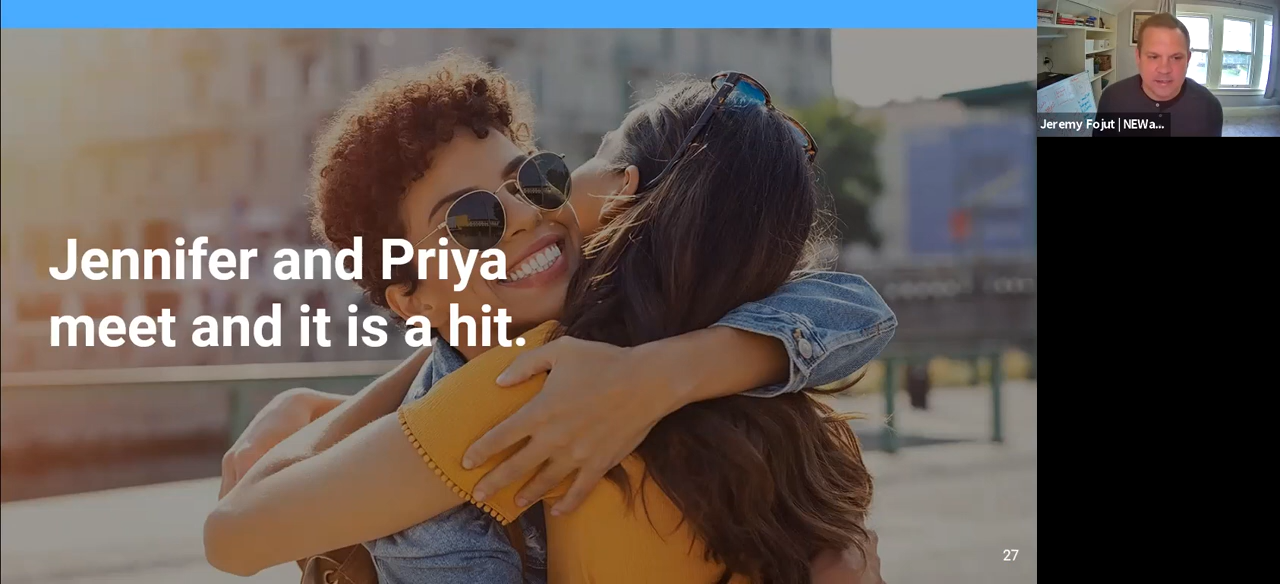 Jennifer and Priya
meet and it is a hit.
27
Jeremy Fojut | NEWa...